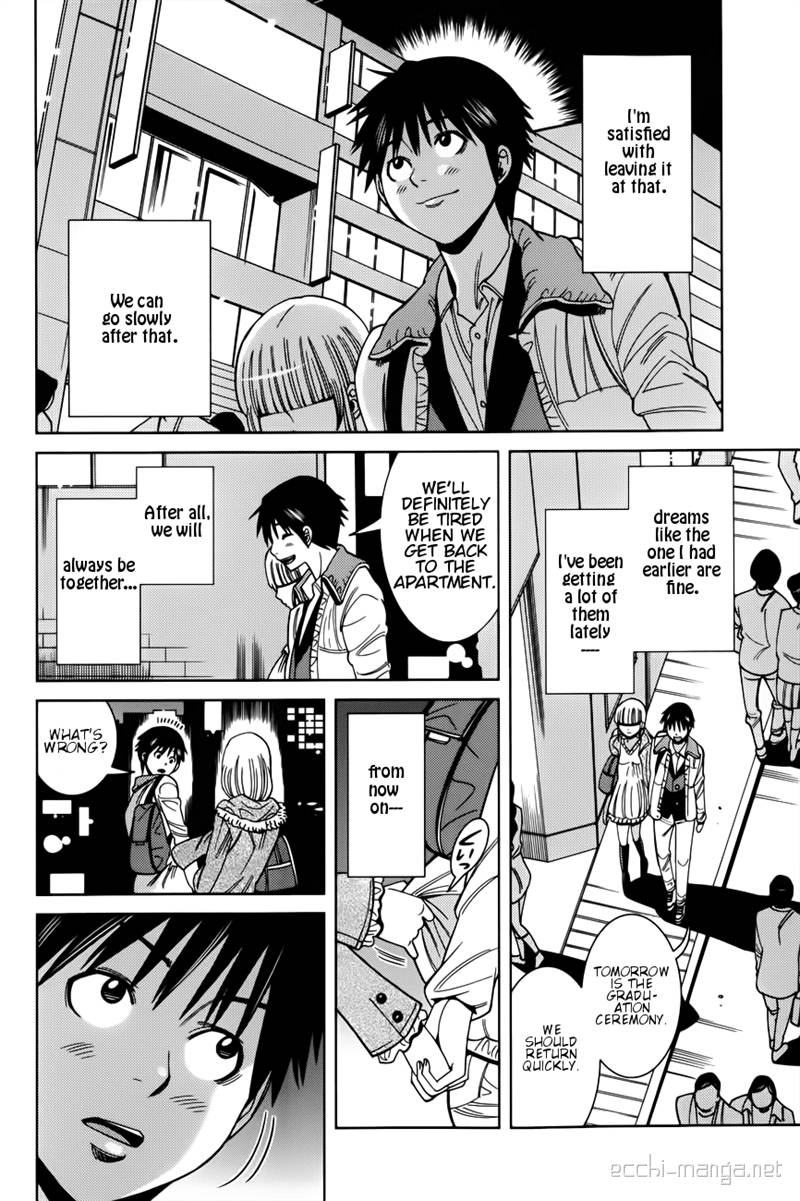 I'm
satisfied
with
leaving it
at that.
We can
go slowly
after that.
dreams
like the
one I had
earlier are
fine.
I've been
getting
a lot of
them
lately
----
TOMORROW
IS THE
GRADU-
ATION
CEREMONY.
WE
SHOULD
RETURN
QUICKLY.
WE'LL
DEFINITELY
BE TIRED
WHEN WE
GET BACK
TO THE
APARTMENT.
After all,
we will
always be
together...
from
now
on---
ぐいっ
WHAT'S
WRONG?
ecchi-manga.net